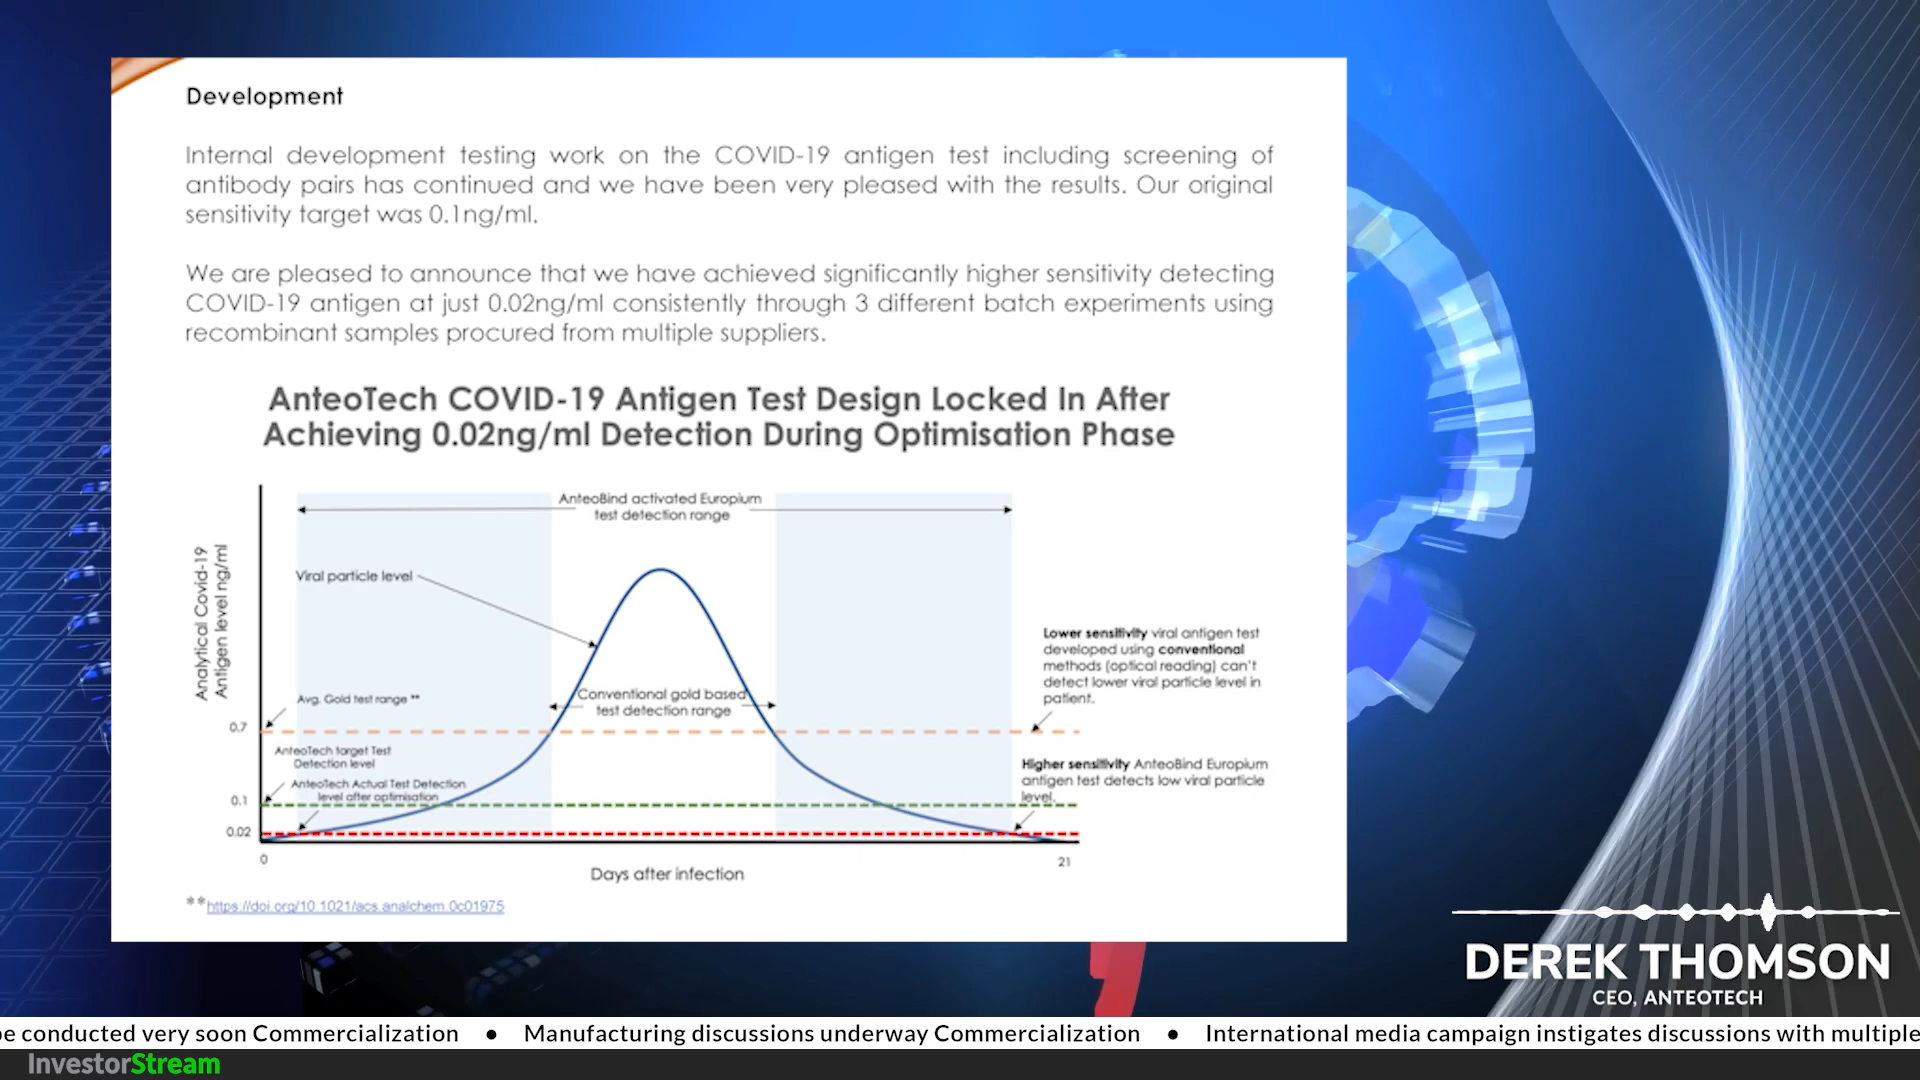 Development
Internal development testing work on the COVID-19 antigen test including screening of
antibody pairs has continued and we have been very pleased with the results. Our original
sensitivity target was 0.1ng/ml.
We are pleased to announce that we have achieved significantly higher sensitivity detecting
COVID-19 antigen at just 0.02ng/ml consistently through 3 different batch experiments using
recombinant samples procured from multiple suppliers.
AnteoTech COVID-19 Antigen Test Design Locked In After
Achieving 0.02ng/ml Detection During Optimisation Phase
AnteoBind activated Europium
test detection range
Analytical Covid-19
Antigen level ng/ml
Viral particle level
Lower sensitivity viral antigen test
developed using conventional
methods (optical reading) can't
detect lower viral particle level in
patient.
Avg. Gold test range **
Conventional gold based
test detection range
0.7
AnteoTech target Test
Detection level
AnteoTech Actual Test Detection
level after optimisation
Higher sensitivity AnteoBind Europium
antigen test detects low viral particle
level.
0.1
0.02
0
21
Days after infection
**https://doi.org/10.1021/acs.analchem.0c01975
DEREK THOMSON
CEO, ANTEOTECH
be conducted very soon Commercialization • Manufacturing discussions underway Commercialization • International media campaign instigates discussions with multiple
InvestorStream